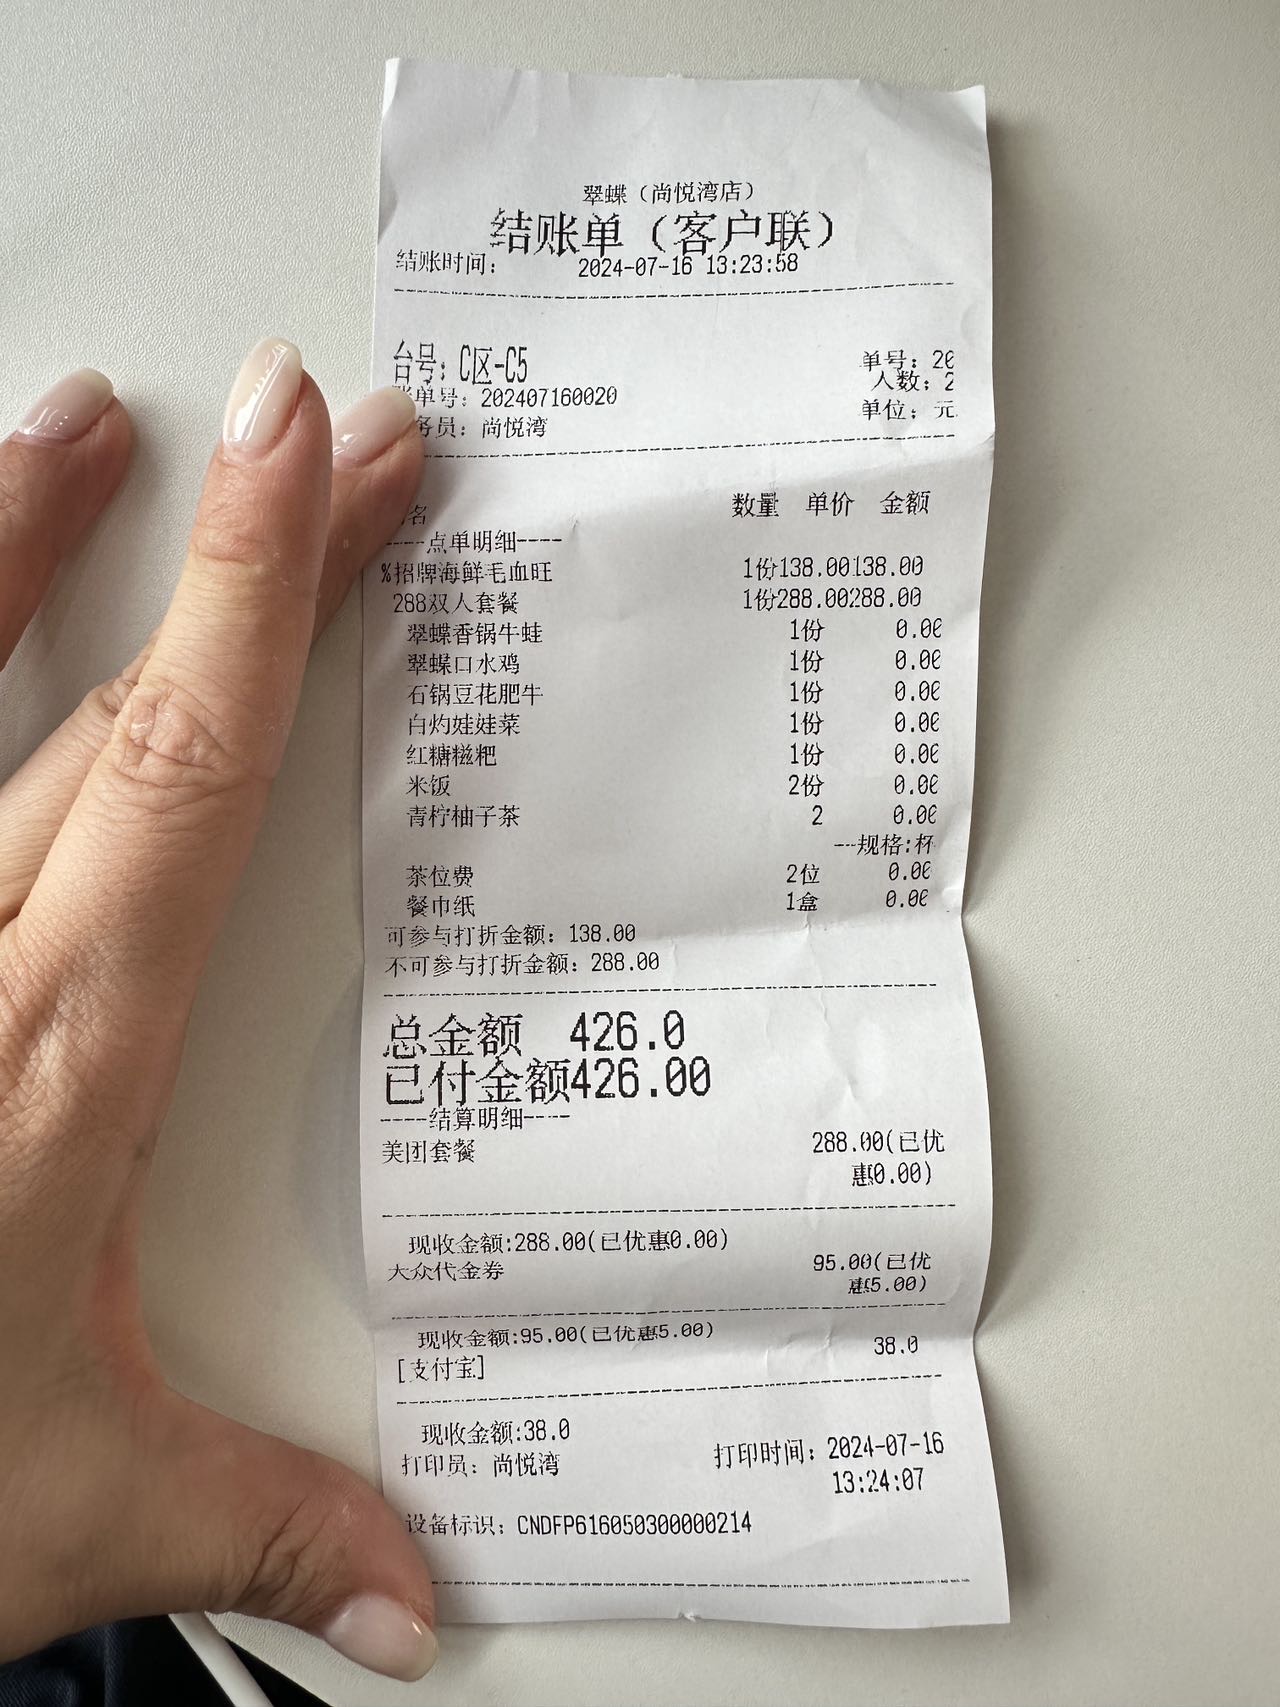 翠蝶（尚悦湾店）
结账单（客户联）
结账时间： 2024-07-16 13:23:58
台号：C区-C5 单号：20
人数：2
账单号：202407160020
单位：元
务员：尚悦湾
名 数量 单价 金额
----点单明细----
%招牌海鲜毛血旺 1份138.00138.00
288双人套餐 1份288.00288.00
翠蝶香锅牛蛙 1份 0.00
翠蝶口水鸡 1份 0.00
石锅豆花肥牛 1份 0.00
白灼娃娃菜 1份 0.00
红糖糍粑 1份 0.00
米饭 2份 0.00
青柠柚子茶 2 0.00
---规格:杯
茶位费 2位 0.00
餐巾纸 1盒 0.00
可参与打折金额：138.00
不可参与打折金额：288.00
总金额 426.0
已付金额426.00
----结算明细----
美团套餐 288.00(已优
惠0.00)
现收金额:288.00(已优惠0.00)
大众代金券 95.00(已优
惠5.00)
现收金额:95.00(已优惠5.00)
[支付宝] 38.0
现收金额:38.0
打印员：尚悦湾 打印时间：2024-07-16
13:24:07
设备标识：CNDFP616050300000214